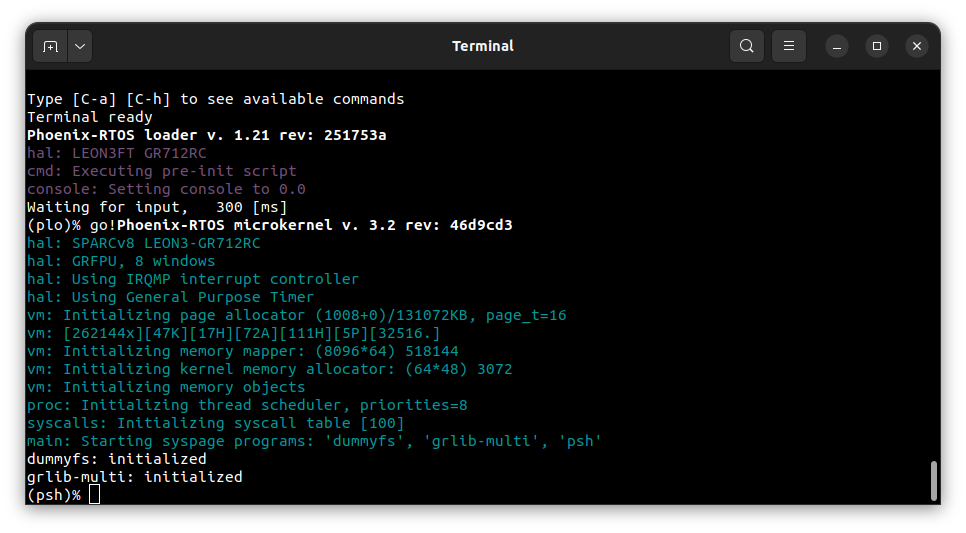 Terminal
Type [C-a] [C-h] to see available commands
Terminal ready
Phoenix-RTOS loader v. 1.21 rev: 251753a
hal: LEON3FT GR712RC
cmd: Executing pre-init script
console: Setting console to 0.0
Waiting for input,   300 [ms]
(plo)% go!Phoenix-RTOS microkernel v. 3.2 rev: 46d9cd3
hal: SPARCv8 LEON3-GR712RC
hal: GRFPU, 8 windows
hal: Using IRQMP interrupt controller
hal: Using General Purpose Timer
vm: Initializing page allocator (1008+0)/131072KB, page_t=16
vm: [262144x][47K][17H][72A][111H][5P][32516.]
vm: Initializing memory mapper: (8096*64) 518144
vm: Initializing kernel memory allocator: (64*48) 3072
vm: Initializing memory objects
proc: Initializing thread scheduler, priorities=8
syscalls: Initializing syscall table [100]
main: Starting syspage programs: 'dummyfs', 'grlib-multi', 'psh'
dummyfs: initialized
grlib-multi: initialized
(psh)%